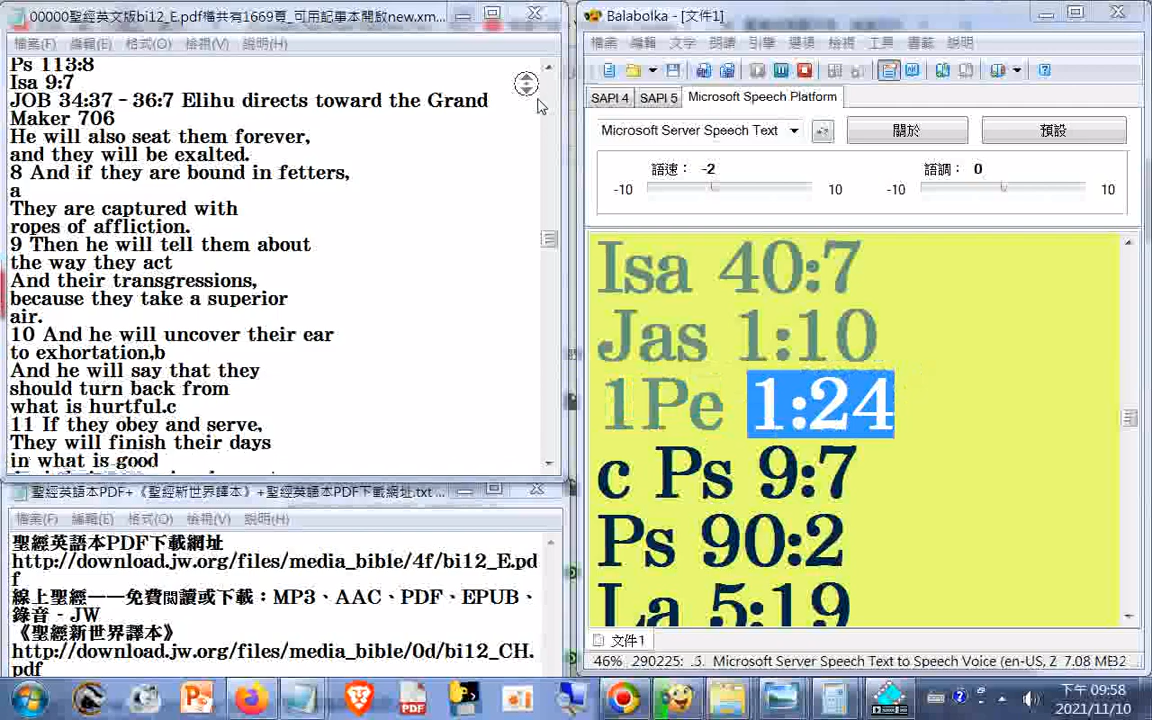 00000聖經英文版bi12_E.pdf檔共有1669頁_可用記事本開啟new.xm...
檔案(F) 編輯(E) 格式(O) 檢視(V) 說明(H)
Ps 113:8
Isa 9:7
JOB 34:37 – 36:7 Elihu directs toward the Grand
Maker 706
He will also seat them forever,
and they will be exalted.
8 And if they are bound in fetters,
a
They are captured with
ropes of affliction.
9 Then he will tell them about
the way they act
And their transgressions,
because they take a superior
air.
10 And he will uncover their ear
to exhortation,b
And he will say that they
should turn back from
what is hurtful.c
11 If they obey and serve,
They will finish their days
in what is good
聖經英語本PDF+《聖經新世界譯本》+聖經英語本PDF下載網址.txt ...
檔案(F) 編輯(E) 格式(O) 檢視(V) 說明(H)
聖經英語本PDF下載網址
http://download.jw.org/files/media_bible/4f/bi12_E.pd
f
線上聖經——免費閱讀或下載：MP3、AAC、PDF、EPUB、
錄音 - JW
《聖經新世界譯本》
http://download.jw.org/files/media_bible/0d/bi12_CH.
pdf
Balabolka - [文件1]
檔案 編輯 文字 朗讀 引擎 選項 檢視 工具 書籤 說明
SAPI 4 SAPI 5 Microsoft Speech Platform
Microsoft Server Speech Text 關於 預設
語速： -2 語調： 0
-10 10 -10 10
Isa 40:7
Jas 1:10
1Pe 1:24
c Ps 9:7
Ps 90:2
La 5:19
文件1
46% 290225: .3. Microsoft Server Speech Text to Speech Voice (en-US, Z 7.08 MB2
下午 09:58
2021/11/10